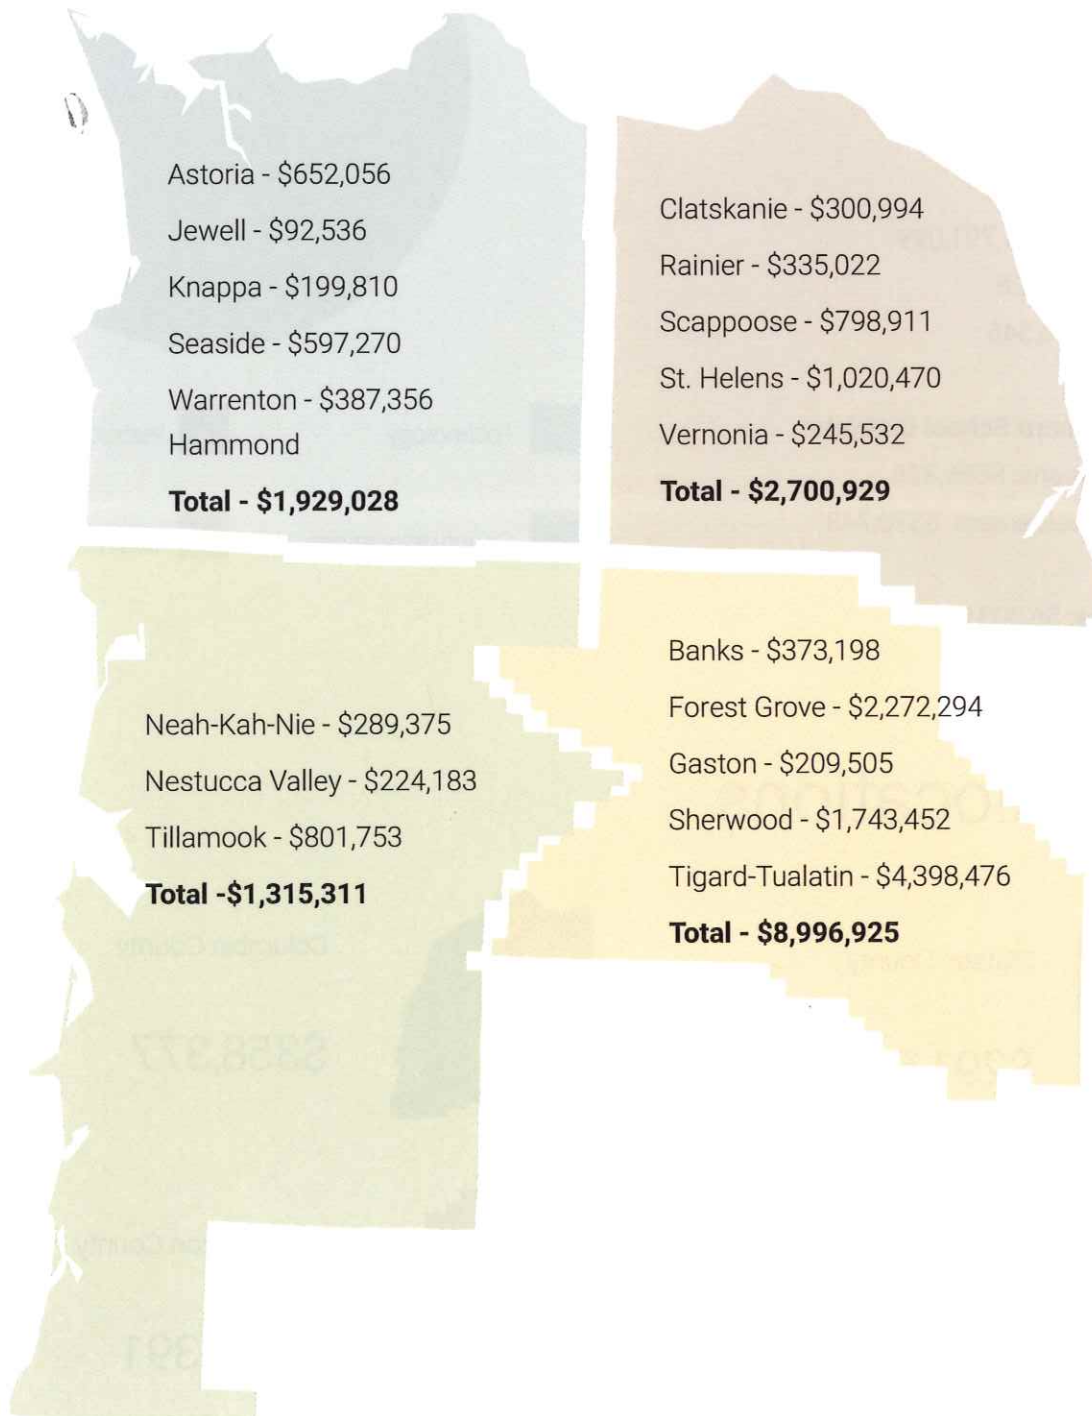 Astoria - $652,056
Jewell - $92,536
Knappa - $199,810
Seaside - $597,270
Warrenton - $387,356
Hammond
Total - $1,929,028
Clatskanie - $300,994
Rainier - $335,022
Scappoose - $798,911
St. Helens - $1,020,470
Vernonia - $245,532
Total - $2,700,929
Neah-Kah-Nie - $289,375
Nestucca Valley - $224,183
Tillamook - $801,753
Total -$1,315,311
Banks - $373,198
Forest Grove - $2,272,294
Gaston - $209,505
Sherwood - $1,743,452
Tigard-Tualatin - $4,398,476
Total - $8,996,925